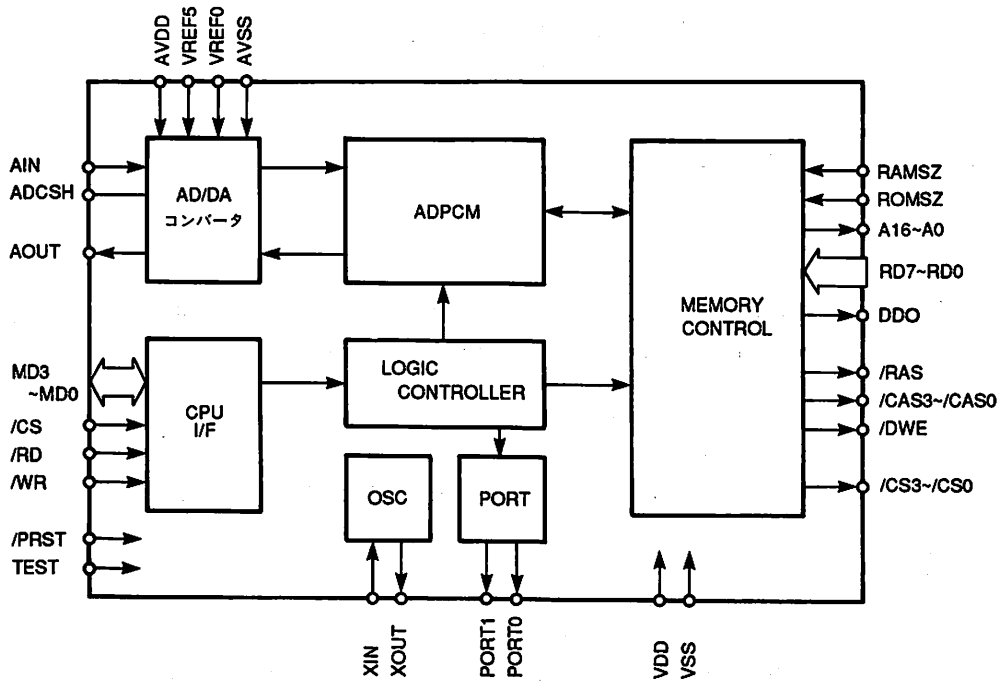 AVDD
VREF5
VREF0
AVSS
AIN
ADCSH
AOUT
AD/DA
コンバータ
ADPCM
MEMORY
CONTROL
RAMSZ
ROMSZ
A16~A0
RD7~RD0
DDO
/RAS
/CAS3~/CAS0
/DWE
/CS3~/CS0
MD3
~MD0
/CS
/RD
/WR
/PRST
TEST
CPU
I/F
LOGIC
CONTROLLER
OSC
PORT
XIN
XOUT
PORT1
PORT0
VDD
VSS